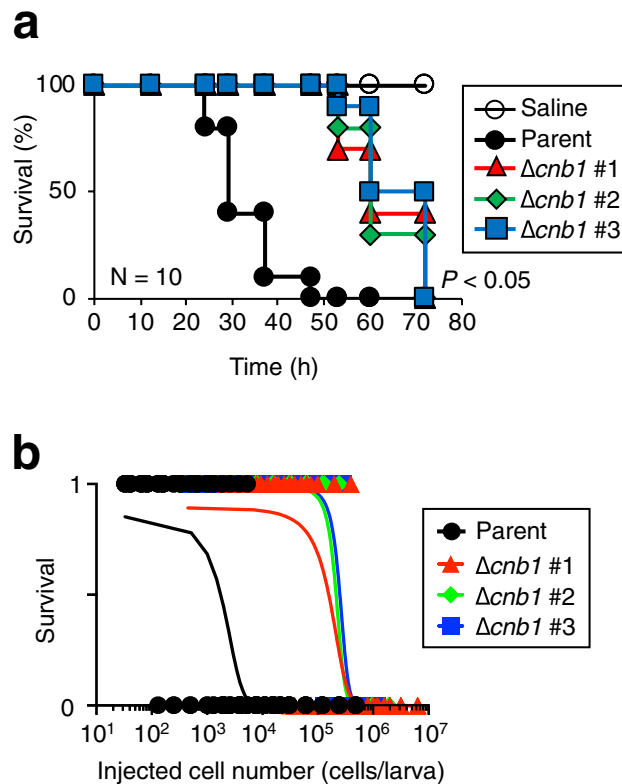 a
100
50
0
Survival (%)
N = 10
P < 0.05
0 10 20 30 40 50 60 70 80
Time (h)
Saline
Parent
Δcnb1 #1
Δcnb1 #2
Δcnb1 #3
b
1
0
Survival
10¹ 10² 10³ 10⁴ 10⁵ 10⁶ 10⁷
Injected cell number (cells/larva)
Parent
Δcnb1 #1
Δcnb1 #2
Δcnb1 #3